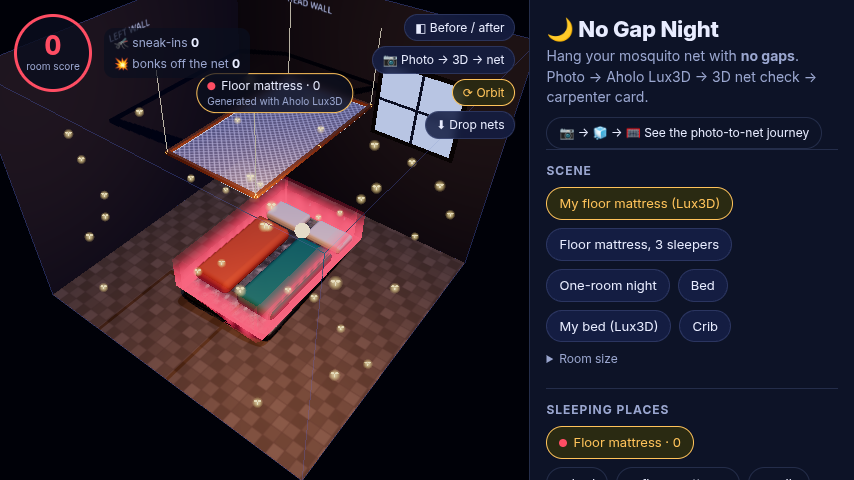 0
room score
LEFT WALL
HEAD WALL
🦟 sneak-ins 0
💥 bonks off the net 0
Floor mattress · 0
Generated with Aholo Lux3D
◧ Before / after
📷 Photo → 3D → net
⟳ Orbit
⬇ Drop nets
🌙 No Gap Night
Hang your mosquito net with no gaps.
Photo → Aholo Lux3D → 3D net check →
carpenter card.
📷 → 🧊 → 🥅 See the photo-to-net journey
SCENE
My floor mattress (Lux3D)
Floor mattress, 3 sleepers
One-room night
Bed
My bed (Lux3D)
Crib
▶ Room size
SLEEPING PLACES
Floor mattress · 0